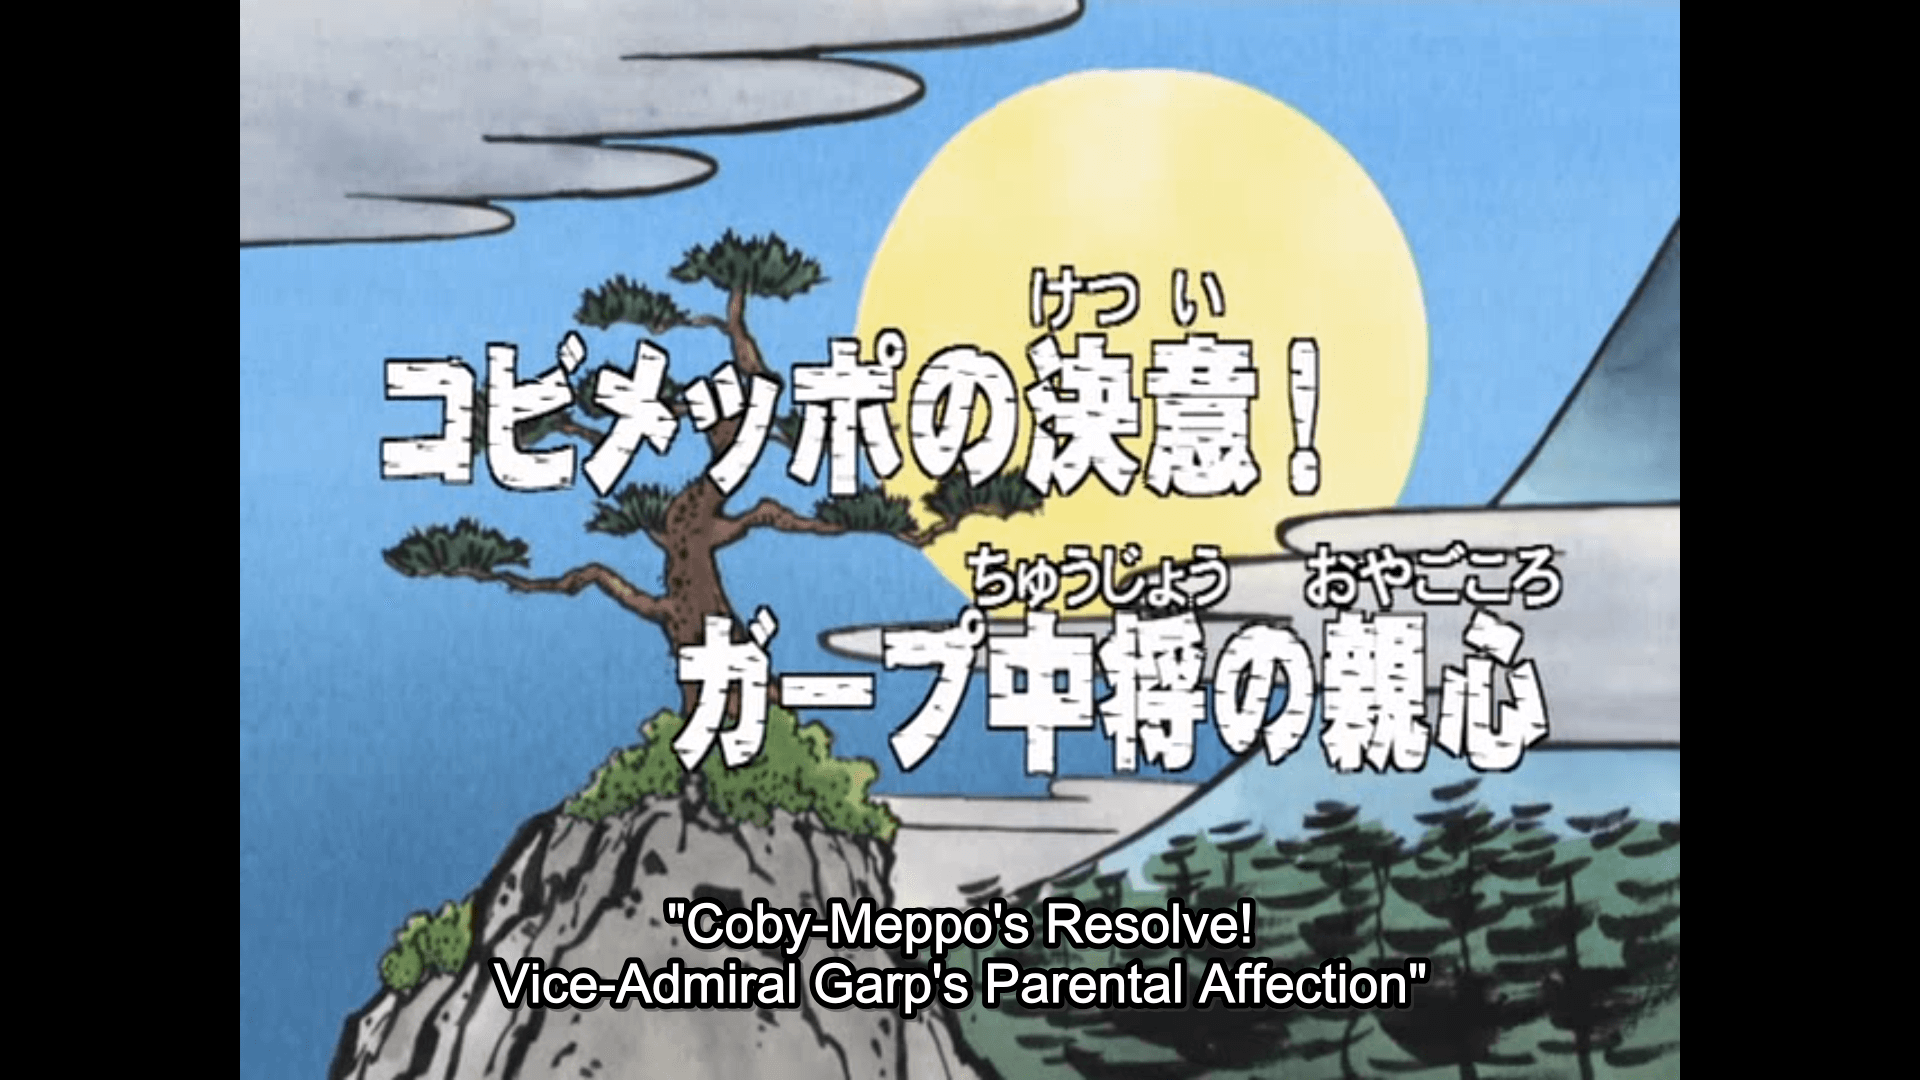 けつい
コビメッポの決意!
ちゅうじょう おやごころ
ガープ中将の親心
"Coby-Meppo's Resolve!
Vice-Admiral Garp's Parental Affection"